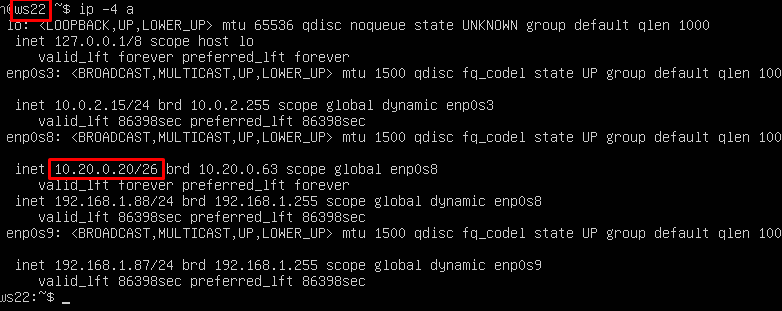 n@ws22:~$ ip -4 a
lo: <LOOPBACK,UP,LOWER_UP> mtu 65536 qdisc noqueue state UNKNOWN group default qlen 1000
inet 127.0.0.1/8 scope host lo
valid_lft forever preferred_lft forever
enp0s3: <BROADCAST,MULTICAST,UP,LOWER_UP> mtu 1500 qdisc fq_codel state UP group default qlen 100
inet 10.0.2.15/24 brd 10.0.2.255 scope global dynamic enp0s3
valid_lft 86398sec preferred_lft 86398sec
enp0s8: <BROADCAST,MULTICAST,UP,LOWER_UP> mtu 1500 qdisc fq_codel state UP group default qlen 100
inet 10.20.0.20/26 brd 10.20.0.63 scope global enp0s8
valid_lft forever preferred_lft forever
inet 192.168.1.88/24 brd 192.168.1.255 scope global dynamic enp0s8
valid_lft 86398sec preferred_lft 86398sec
enp0s9: <BROADCAST,MULTICAST,UP,LOWER_UP> mtu 1500 qdisc fq_codel state UP group default qlen 100
inet 192.168.1.87/24 brd 192.168.1.255 scope global dynamic enp0s9
valid_lft 86398sec preferred_lft 86398sec
ws22:~$ _